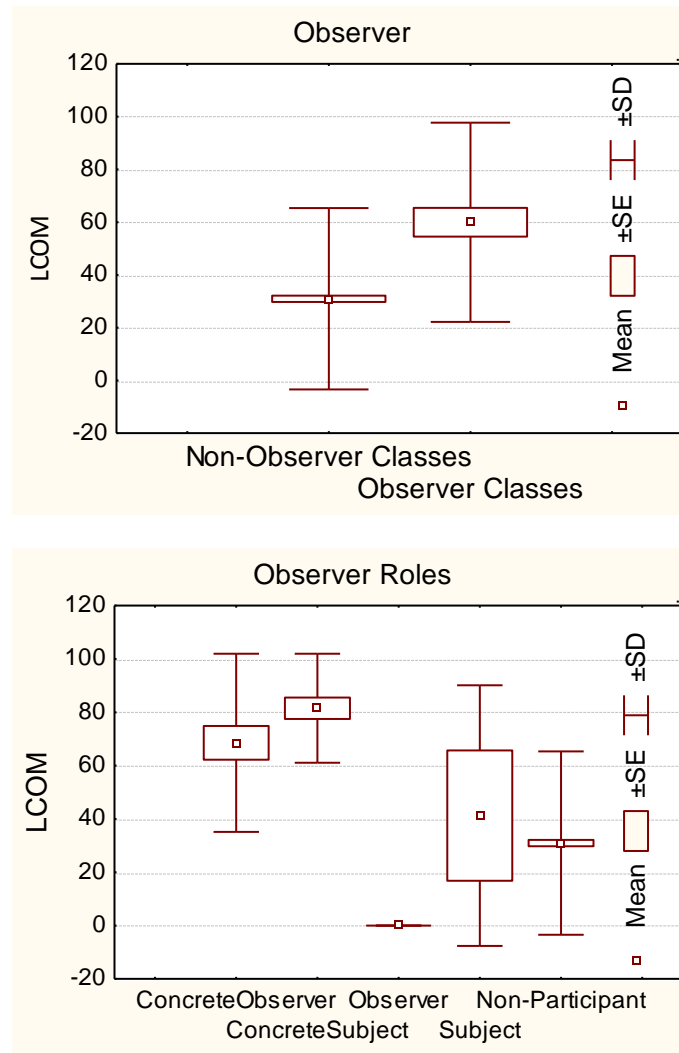 Observer
120
100
80
60
40
20
0
-20
LCOM
Non-Observer Classes
Observer Classes
Mean ±SE ±SD
Observer Roles
120
100
80
60
40
20
0
-20
LCOM
ConcreteObserver Observer Non-Participant
ConcreteSubject Subject
Mean ±SE ±SD